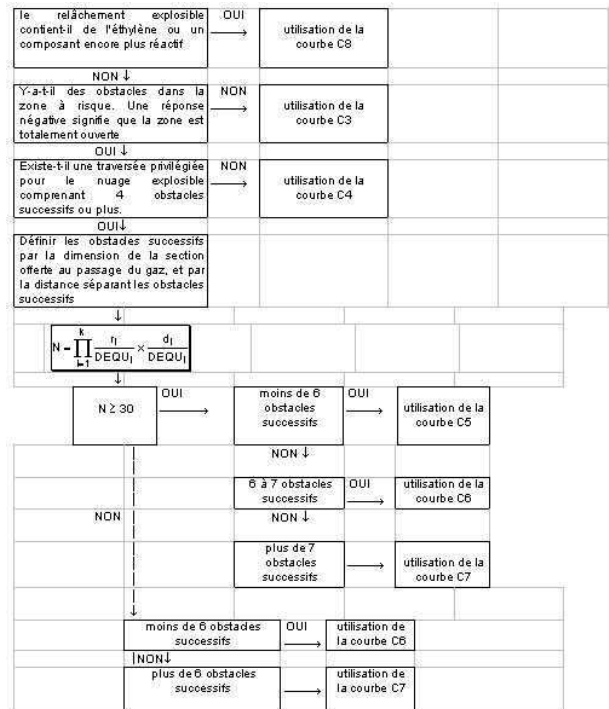 le relâchement explosible
contient-il de l'éthylène ou un
composant encore plus réactif
OUI
utilisation de la
courbe C8
NON ↓
Y-a-t-il des obstacles dans la
zone à risque. Une réponse
négative signifie que la zone est
totalement ouverte
NON
utilisation de la
courbe C3
OUI ↓
Existe-t-il une traversée privilégiée
pour le nuage explosible
comprenant 4 obstacles
successifs ou plus.
NON
utilisation de la
courbe C4
OUI↓
Définir les obstacles successifs
par la dimension de la section
offerte au passage du gaz, et par
la distance séparant les obstacles
successifs
N = ∏ (i=1, k) r_i / DEQU_i × d_i / DEQU_i
N ≥ 30
OUI
moins de 6
obstacles
successifs
OUI
utilisation de la
courbe C5
NON ↓
6 à 7 obstacles
successifs
OUI
utilisation de la
courbe C6
NON
NON ↓
plus de 7
obstacles
successifs
utilisation de la
courbe C7
moins de 6 obstacles
successifs
OUI
utilisation de
la courbe C6
NON↓
plus de 6 obstacles
successifs
utilisation de
la courbe C7